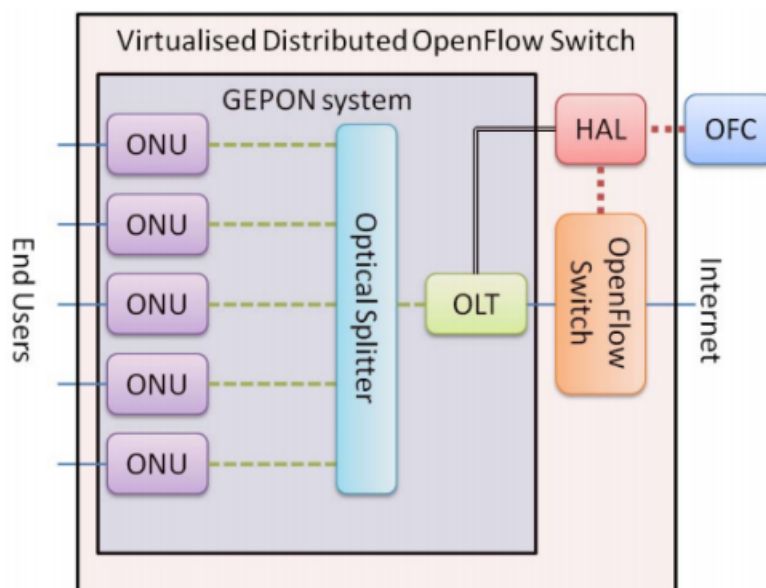 Virtualised Distributed OpenFlow Switch
GEPON system
ONU
ONU
ONU
ONU
ONU
Optical Splitter
OLT
HAL
OFC
OpenFlow
Switch
End Users
Internet